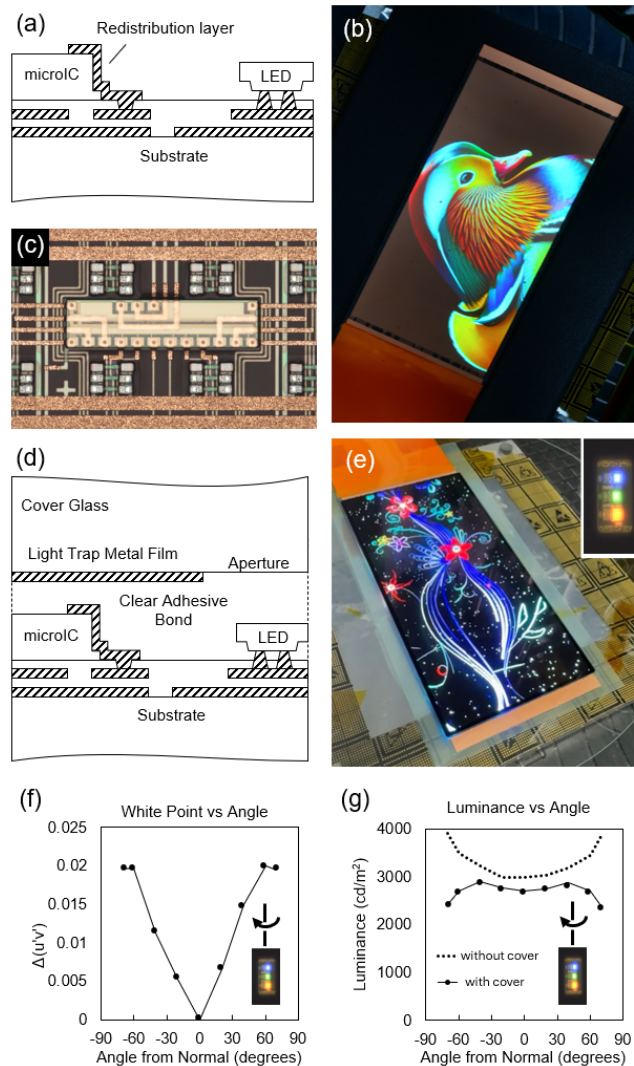 (a)
Redistribution layer
microIC
LED
Substrate
(b)
(c)
(d)
Cover Glass
Light Trap Metal Film
Aperture
Clear Adhesive
Bond
microIC
LED
Substrate
(e)
(f)
White Point vs Angle
Δ(u'v')
0.025
0.02
0.015
0.01
0.005
0
-90 -60 -30 0 30 60 90
Angle from Normal (degrees)
(g)
Luminance vs Angle
Luminance (cd/m²)
4000
3000
2000
1000
0
without cover
with cover
-90 -60 -30 0 30 60 90
Angle from Normal (degrees)